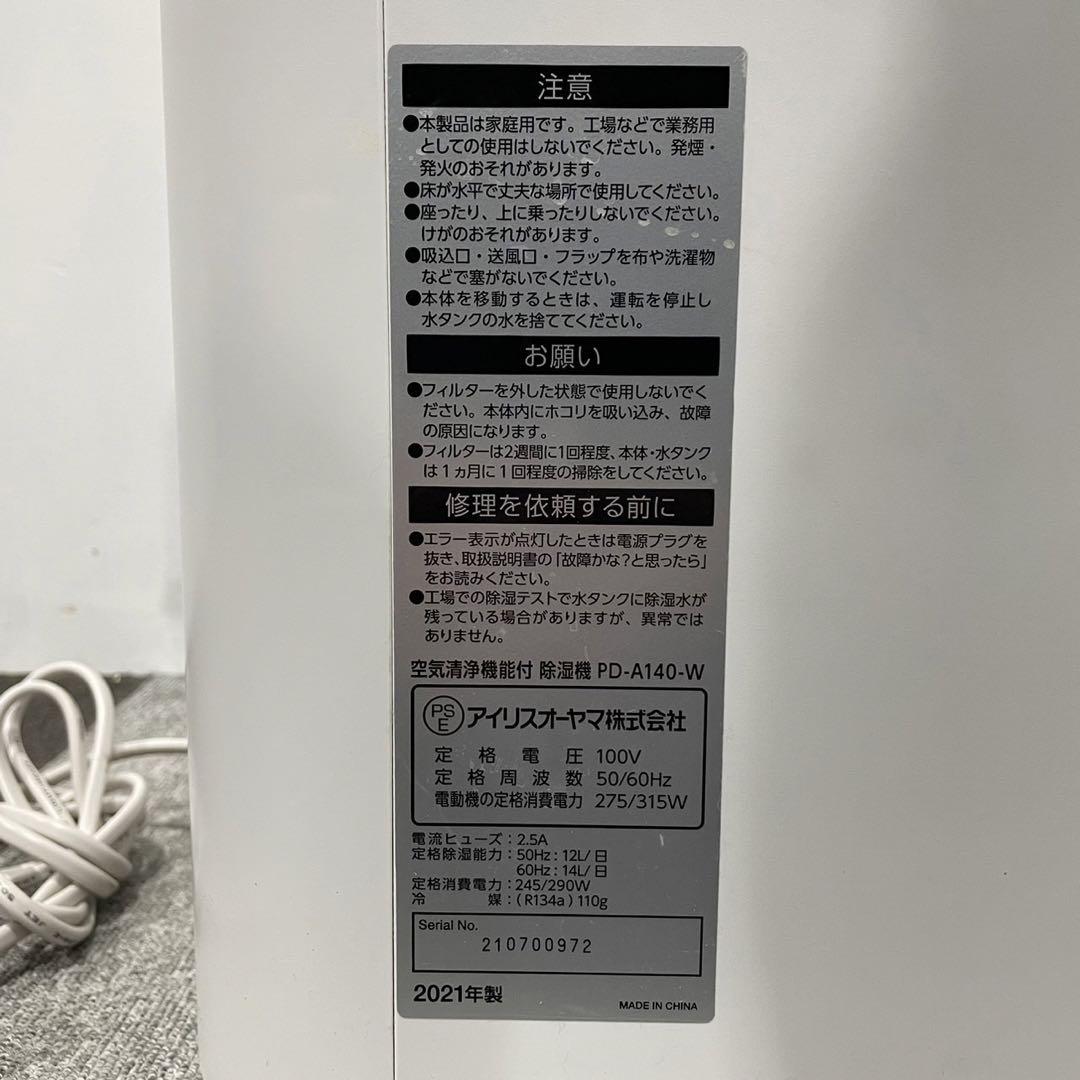 注意
●本製品は家庭用です。工場などで業務用
としての使用はしないでください。発煙・
発火のおそれがあります。
●床が水平で丈夫な場所で使用してください。
●座ったり、上に乗ったりしないでください。
けがのおそれがあります。
●吸込口・送風口・フラップを布や洗濯物
などで塞がないでください。
●本体を移動するときは、運転を停止し
水タンクの水を捨ててください。
お願い
●フィルターを外した状態で使用しないでく
ださい。本体内にホコリを吸い込み、故障
の原因になります。
●フィルターは2週間に1回程度、本体・水タンク
は1ヵ月に1回程度の掃除をしてください。
修理を依頼する前に
●エラー表示が点灯したときは電源プラグを
抜き、取扱説明書の「故障かな?と思ったら」
をお読みください。
●工場での除湿テストで水タンクに除湿水が
残っている場合がありますが、異常では
ありません。
空気清浄機能付 除湿機 PD-A140-W
PSE アイリスオーヤマ株式会社
定格電圧 100V
定格周波数 50/60Hz
電動機の定格消費電力 275/315W
電流ヒューズ：2.5A
定格除湿能力：50Hz：12L/日
60Hz：14L/日
定格消費電力：245/290W
冷媒：(R134a) 110g
Serial No.
210700972
2021年製
MADE IN CHINA